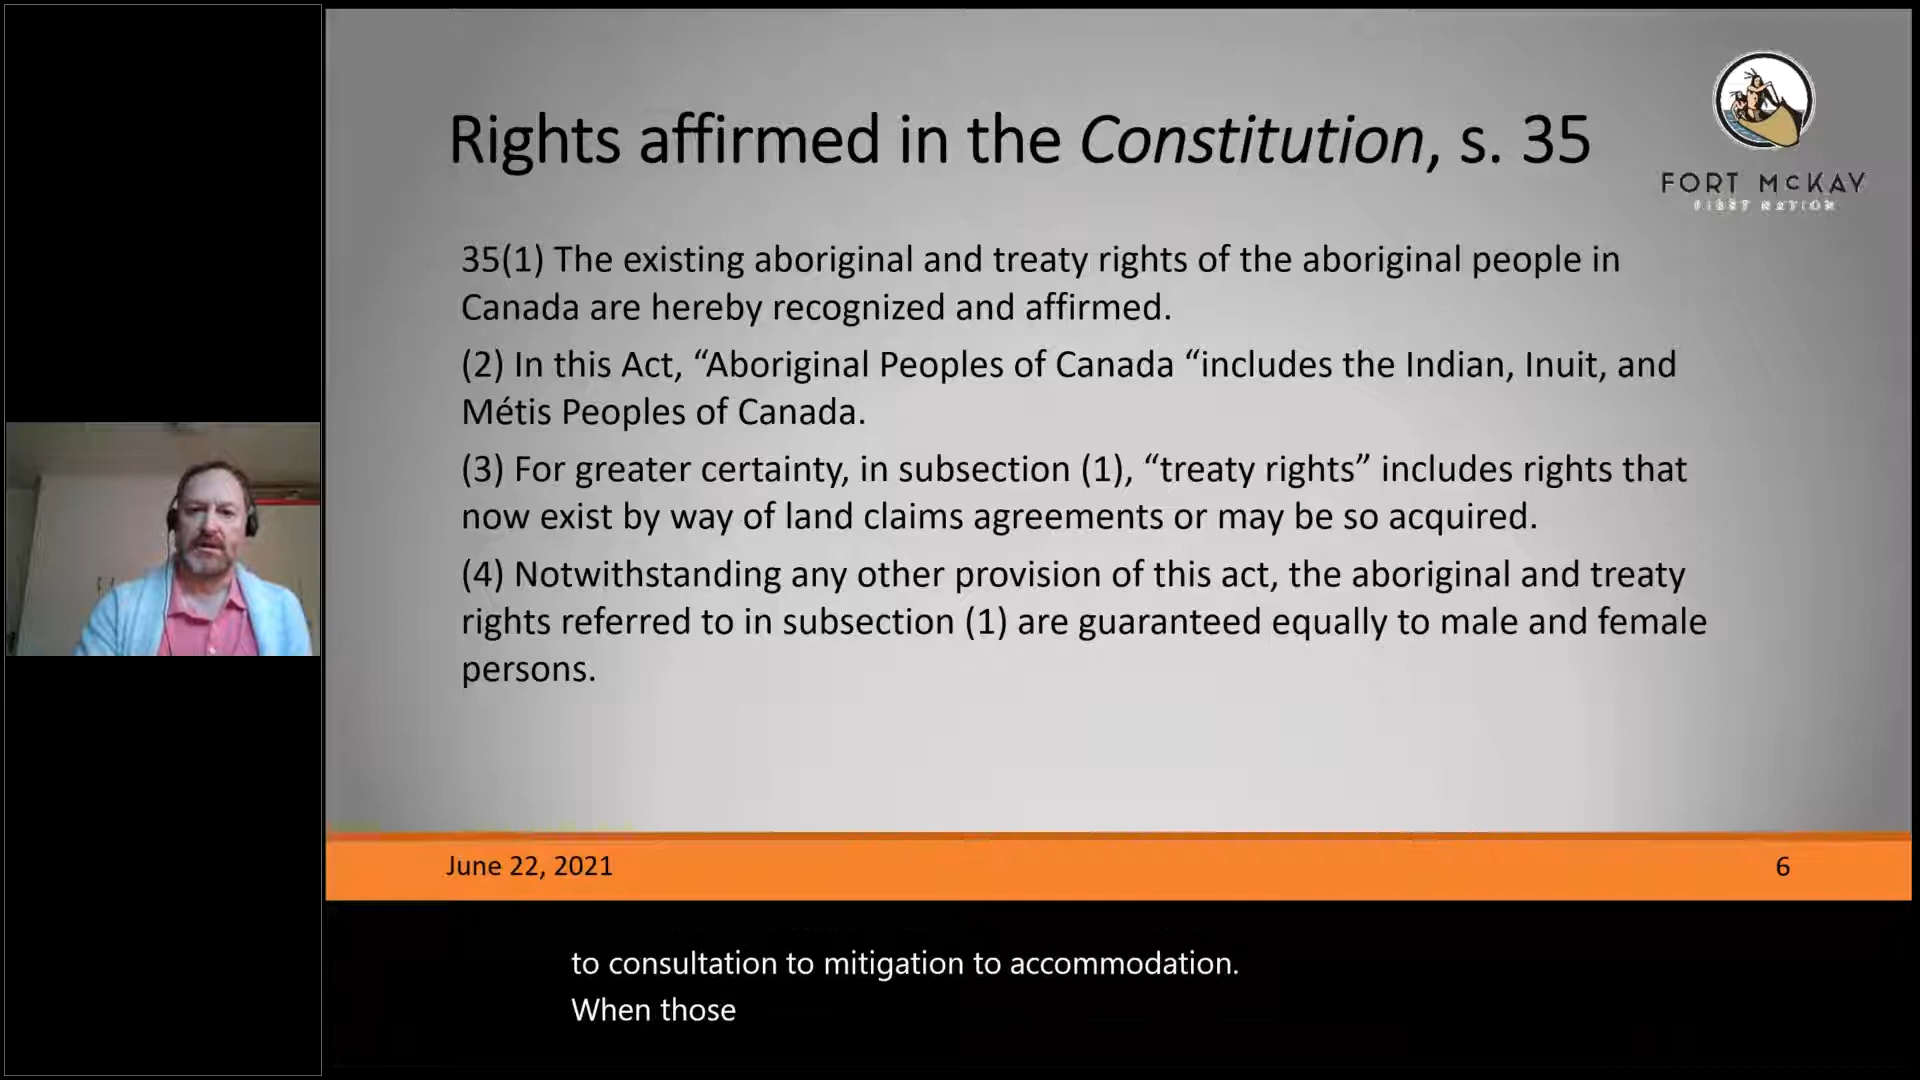 Rights affirmed in the Constitution, s. 35
FORT McKAY
FIRST NATION
35(1) The existing aboriginal and treaty rights of the aboriginal people in
Canada are hereby recognized and affirmed.
(2) In this Act, “Aboriginal Peoples of Canada “includes the Indian, Inuit, and
Métis Peoples of Canada.
(3) For greater certainty, in subsection (1), “treaty rights” includes rights that
now exist by way of land claims agreements or may be so acquired.
(4) Notwithstanding any other provision of this act, the aboriginal and treaty
rights referred to in subsection (1) are guaranteed equally to male and female
persons.
June 22, 2021
6
to consultation to mitigation to accommodation.
When those